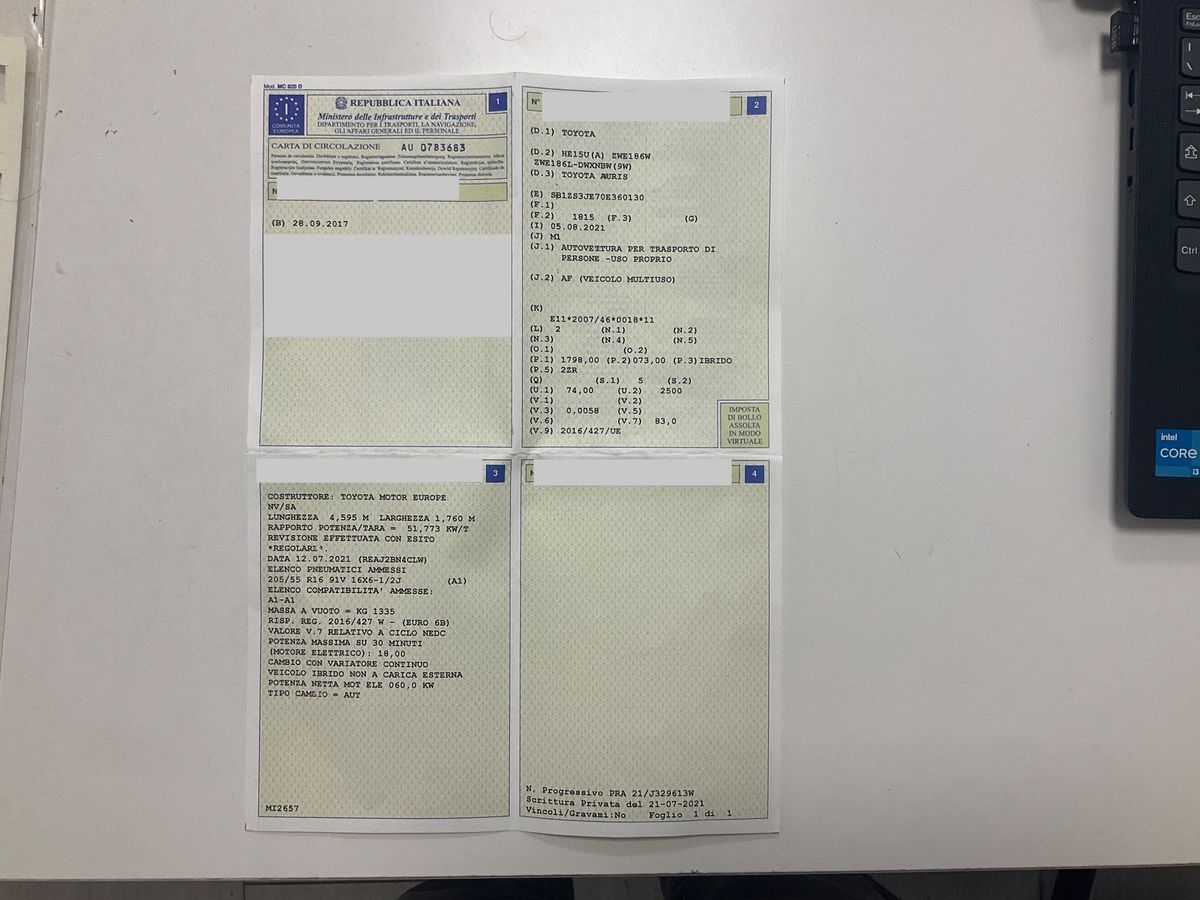 Mod. MC 820 D
COMUNITÀ
EUROPEA
REPUBBLICA ITALIANA
1
Ministero delle Infrastrutture e dei Trasporti
DIPARTIMENTO PER I TRASPORTI, LA NAVIGAZIONE,
GLI AFFARI GENERALI ED IL PERSONALE
CARTA DI CIRCOLAZIONE AU 0783683
N
(B) 28.09.2017
N° 2
(D.1) TOYOTA
(D.2) HE15U(A) ZWE186W
ZWE186L-DWXNBW(9W)
(D.3) TOYOTA AURIS
(E) SB1ZS3JE70E360130
(F.1)
(F.2) 1815 (F.3) (G)
(I) 05.08.2021
(J) M1
(J.1) AUTOVETTURA PER TRASPORTO DI
PERSONE -USO PROPRIO
(J.2) AF (VEICOLO MULTIUSO)
(K)
E11*2007/46*0018*11
(L) 2 (N.1) (N.2)
(N.3) (N.4) (N.5)
(O.1) (O.2)
(P.1) 1798,00 (P.2)073,00 (P.3)IBRIDO
(P.5) 2ZR
(Q) (S.1) 5 (S.2)
(U.1) 74,00 (U.2) 2500
(V.1) (V.2)
(V.3) 0,0058 (V.5)
(V.6) (V.7) 83,0
(V.9) 2016/427/UE
IMPOSTA
DI BOLLO
ASSOLTA
IN MODO
VIRTUALE
3
COSTRUTTORE: TOYOTA MOTOR EUROPE
NV/SA
LUNGHEZZA 4,595 M LARGHEZZA 1,760 M
RAPPORTO POTENZA/TARA = 51,773 KW/T
REVISIONE EFFETTUATA CON ESITO
*REGOLARE*.
DATA 12.07.2021 (REAJ2BN4CLW)
ELENCO PNEUMATICI AMMESSI
205/55 R16 91V 16X6-1/2J (A1)
ELENCO COMPATIBILITA' AMMESSE:
A1-A1
MASSA A VUOTO = KG 1335
RISP. REG. 2016/427 W - (EURO 6B)
VALORE V.7 RELATIVO A CICLO NEDC
POTENZA MASSIMA SU 30 MINUTI
(MOTORE ELETTRICO): 18,00
CAMBIO CON VARIATORE CONTINUO
VEICOLO IBRIDO NON A CARICA ESTERNA
POTENZA NETTA MOT ELE 060,0 KW
TIPO CAMBIO = AUT
MI2657
4
N. Progressivo PRA 21/J329613W
Scrittura Privata del 21-07-2021
Vincoli/Gravami:No Foglio 1 di 1
Esc
Ctrl
intel
CORE
i3